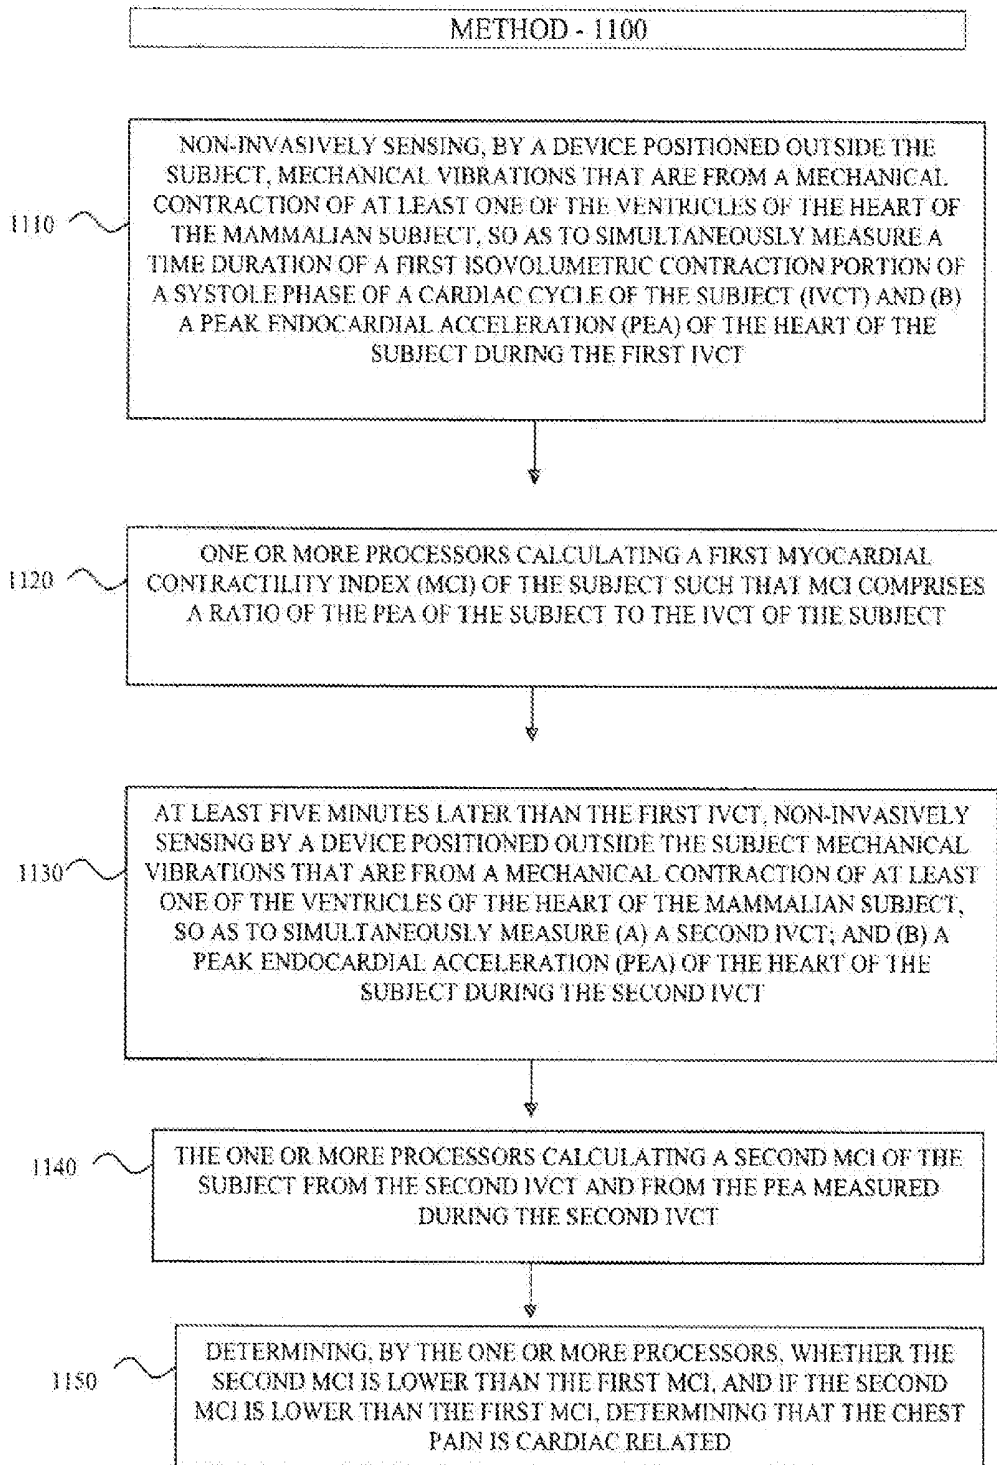 METHOD - 1100
NON-INVASIVELY SENSING, BY A DEVICE POSITIONED OUTSIDE THE
SUBJECT, MECHANICAL VIBRATIONS THAT ARE FROM A MECHANICAL
CONTRACTION OF AT LEAST ONE OF THE VENTRICLES OF THE HEART OF
1110
THE MAMMALIAN SUBJECT, SO AS TO SIMULTANEOUSLY MEASURE A
TIME DURATION OF A FIRST ISOVOLUMETRIC CONTRACTION PORTION OF
A SYSTOLE PHASE OF A CARDIAC CYCLE OF THE SUBJECT (IVCT) AND (B)
A PEAK ENDOCARDIAL ACCELERATION (PEA) OF THE HEART OF THE
SUBJECT DURING THE FIRST IVCT
ONE OR MORE PROCESSORS CALCULATING A FIRST MYOCARDIAL
1120
CONTRACTILITY INDEX (MCI) OF THE SUBJECT SUCH THAT MCI COMPRISES
A RATIO OF THE PEA OF THE SUBJECT TO THE IVCT OF THE SUBJECT
AT LEAST FIVE MINUTES LATER THAN THE FIRST IVCT, NON-INVASIVELY
SENSING BY A DEVICE POSITIONED OUTSIDE THE SUBJECT MECHANICAL
1130
VIBRATIONS THAT ARE FROM A MECHANICAL CONTRACTION OF AT LEAST
ONE OF THE VENTRICLES OF THE HEART OF THE MAMMALIAN SUBJECT,
SO AS TO SIMULTANEOUSLY MEASURE (A) A SECOND IVCT; AND (B) A
PEAK ENDOCARDIAL ACCELERATION (PEA) OF THE HEART OF THE
SUBJECT DURING THE SECOND IVCT
1140
THE ONE OR MORE PROCESSORS CALCULATING A SECOND MCI OF THE
SUBJECT FROM THE SECOND IVCT AND FROM THE PEA MEASURED
DURING THE SECOND IVCT
DETERMINING, BY THE ONE OR MORE PROCESSORS, WHETHER THE
1150
SECOND MCI IS LOWER THAN THE FIRST MCI, AND IF THE SECOND
MCI IS LOWER THAN THE FIRST MCI, DETERMINING THAT THE CHEST
PAIN IS CARDIAC RELATED